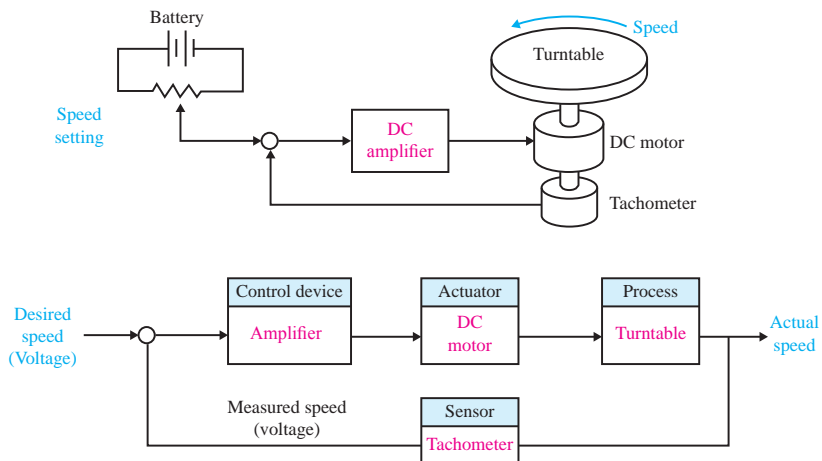 Battery
Speed
Turntable
Speed
setting
DC
amplifier
DC motor
Tachometer
Control device
Actuator
Process
Desired
speed
(Voltage)
Amplifier
DC
motor
Turntable
Actual
speed
Measured speed
(voltage)
Sensor
Tachometer